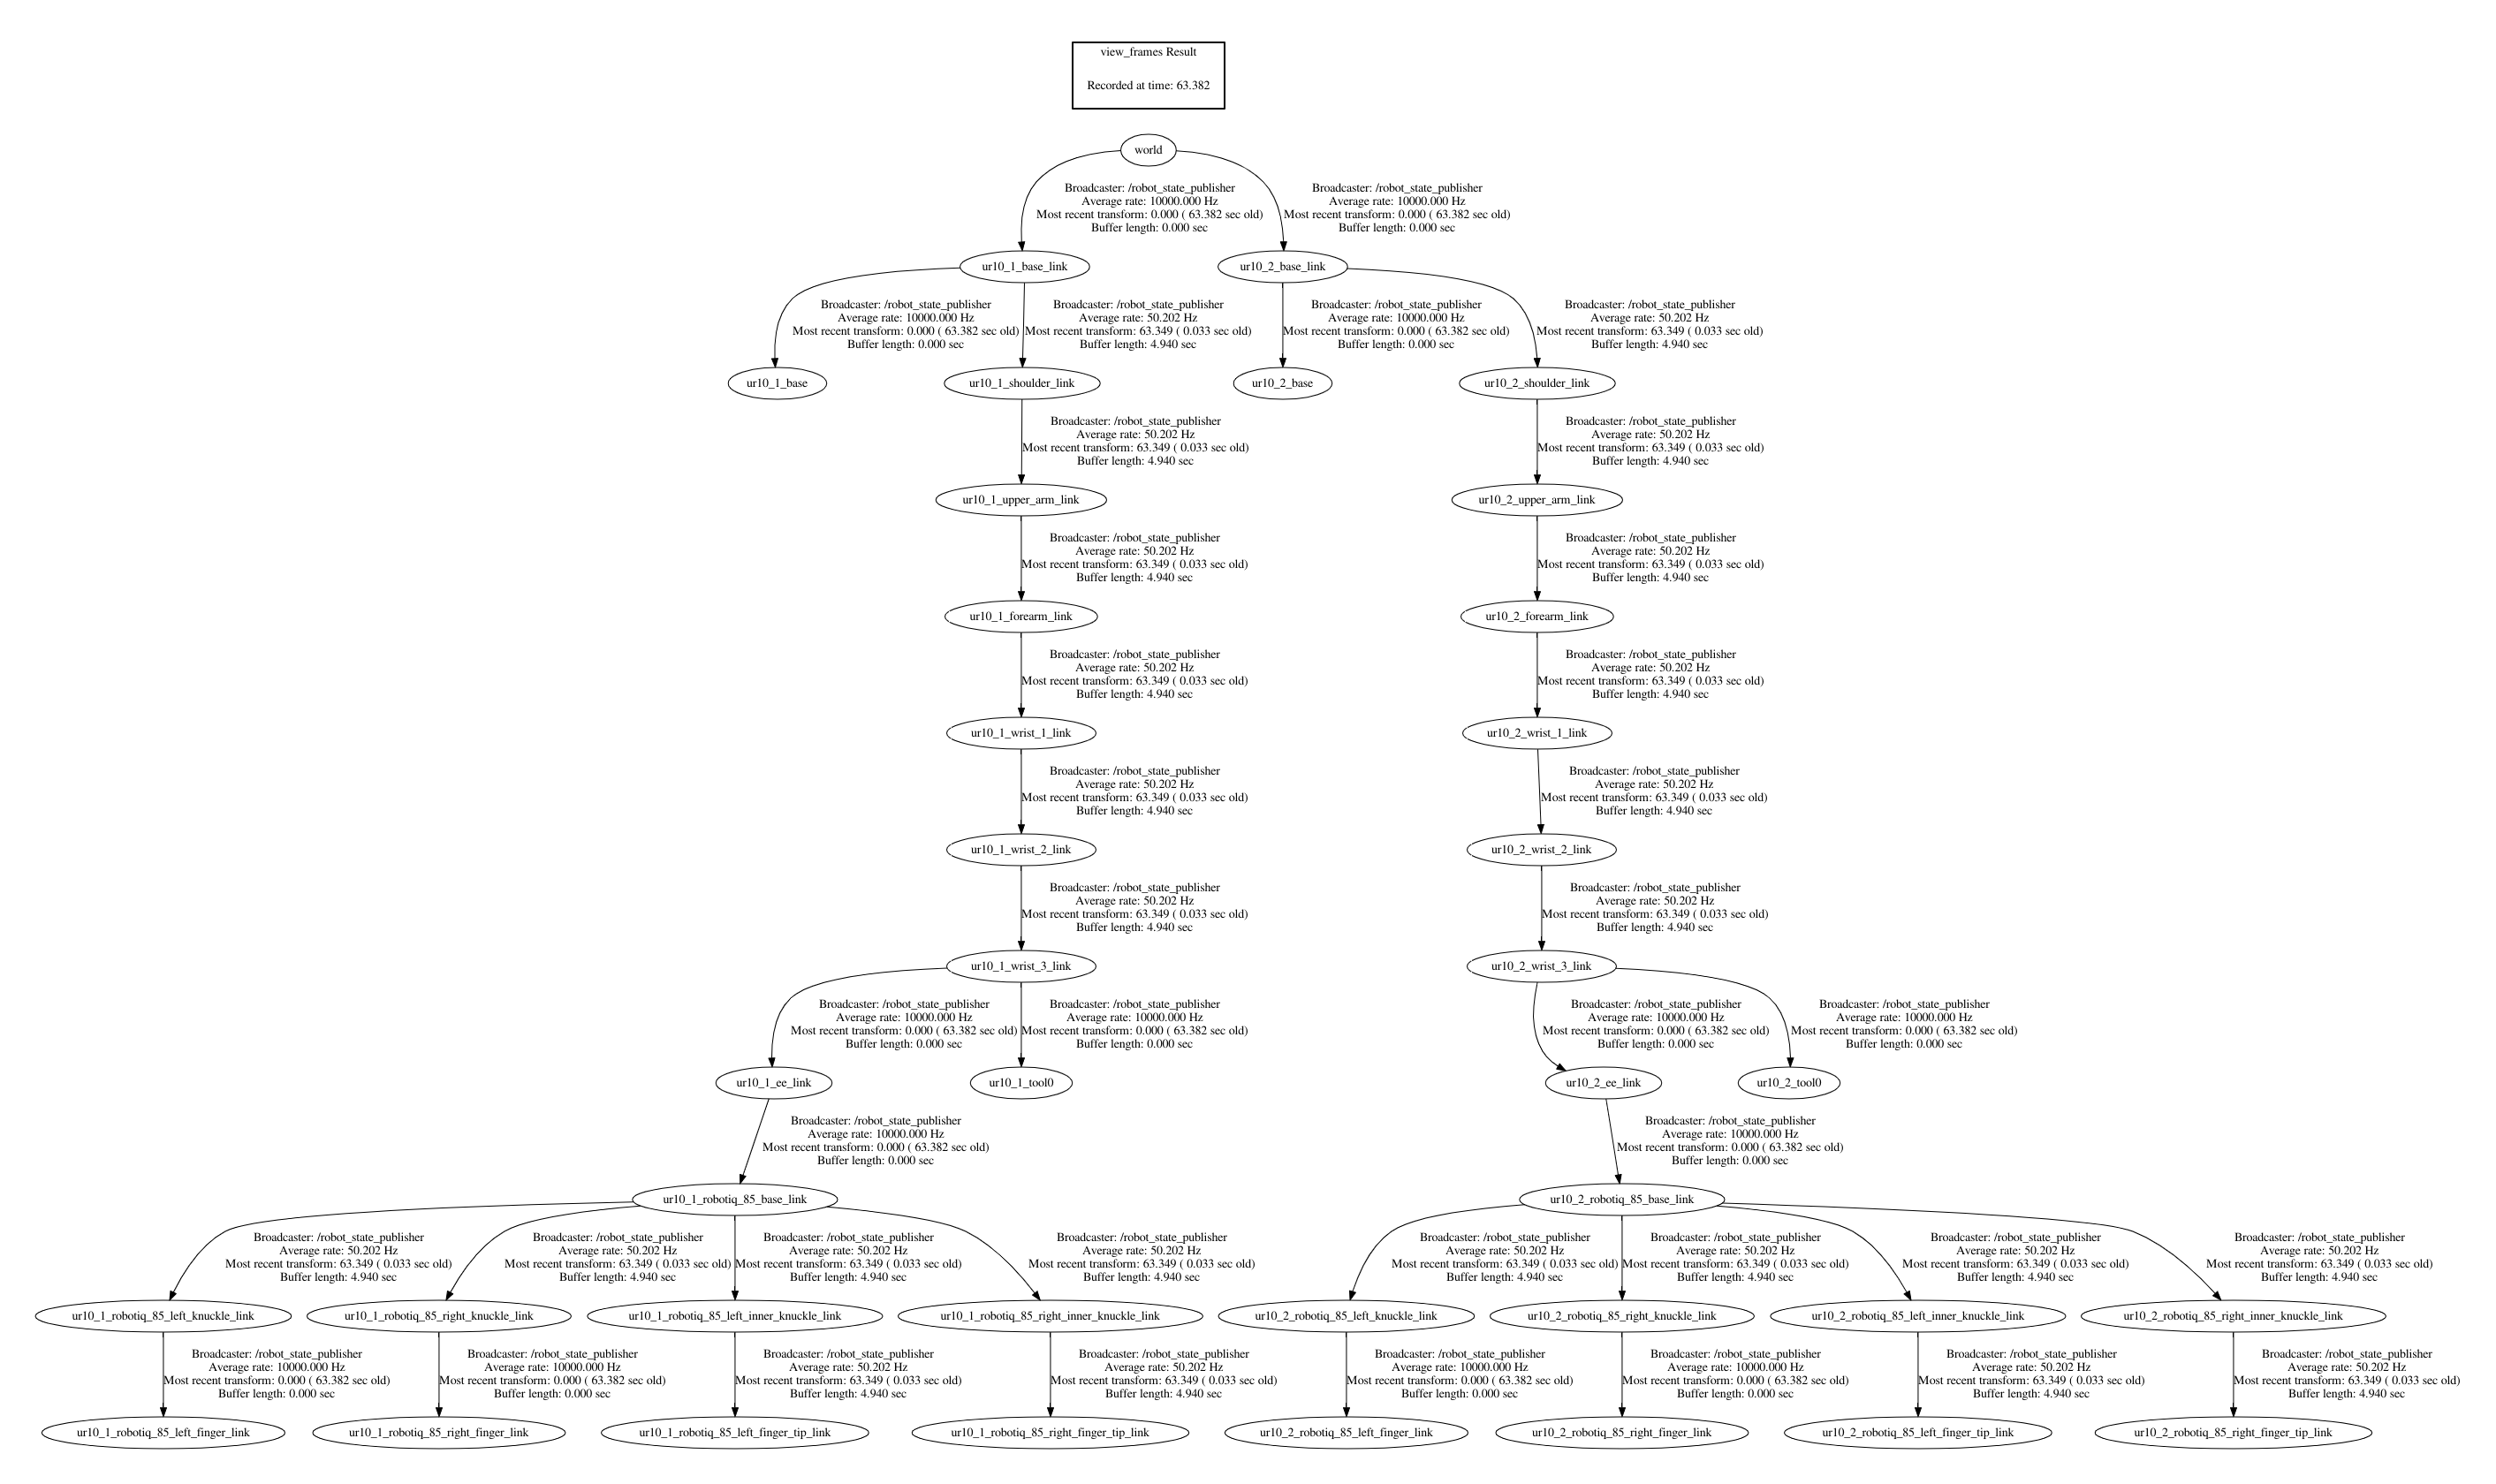 view_frames Result
Recorded at time: 63.382
world
Broadcaster: /robot_state_publisher
Average rate: 10000.000 Hz
Most recent transform: 0.000 ( 63.382 sec old)
Buffer length: 0.000 sec
Broadcaster: /robot_state_publisher
Average rate: 10000.000 Hz
Most recent transform: 0.000 ( 63.382 sec old)
Buffer length: 0.000 sec
ur10_1_base_link
ur10_2_base_link
Broadcaster: /robot_state_publisher
Average rate: 10000.000 Hz
Most recent transform: 0.000 ( 63.382 sec old)
Buffer length: 0.000 sec
Broadcaster: /robot_state_publisher
Average rate: 50.202 Hz
Most recent transform: 63.349 ( 0.033 sec old)
Buffer length: 4.940 sec
Broadcaster: /robot_state_publisher
Average rate: 10000.000 Hz
Most recent transform: 0.000 ( 63.382 sec old)
Buffer length: 0.000 sec
Broadcaster: /robot_state_publisher
Average rate: 50.202 Hz
Most recent transform: 63.349 ( 0.033 sec old)
Buffer length: 4.940 sec
ur10_1_base
ur10_1_shoulder_link
ur10_2_base
ur10_2_shoulder_link
Broadcaster: /robot_state_publisher
Average rate: 50.202 Hz
Most recent transform: 63.349 ( 0.033 sec old)
Buffer length: 4.940 sec
Broadcaster: /robot_state_publisher
Average rate: 50.202 Hz
Most recent transform: 63.349 ( 0.033 sec old)
Buffer length: 4.940 sec
ur10_1_upper_arm_link
ur10_2_upper_arm_link
Broadcaster: /robot_state_publisher
Average rate: 50.202 Hz
Most recent transform: 63.349 ( 0.033 sec old)
Buffer length: 4.940 sec
Broadcaster: /robot_state_publisher
Average rate: 50.202 Hz
Most recent transform: 63.349 ( 0.033 sec old)
Buffer length: 4.940 sec
ur10_1_forearm_link
ur10_2_forearm_link
Broadcaster: /robot_state_publisher
Average rate: 50.202 Hz
Most recent transform: 63.349 ( 0.033 sec old)
Buffer length: 4.940 sec
Broadcaster: /robot_state_publisher
Average rate: 50.202 Hz
Most recent transform: 63.349 ( 0.033 sec old)
Buffer length: 4.940 sec
ur10_1_wrist_1_link
ur10_2_wrist_1_link
Broadcaster: /robot_state_publisher
Average rate: 50.202 Hz
Most recent transform: 63.349 ( 0.033 sec old)
Buffer length: 4.940 sec
Broadcaster: /robot_state_publisher
Average rate: 50.202 Hz
Most recent transform: 63.349 ( 0.033 sec old)
Buffer length: 4.940 sec
ur10_1_wrist_2_link
ur10_2_wrist_2_link
Broadcaster: /robot_state_publisher
Average rate: 50.202 Hz
Most recent transform: 63.349 ( 0.033 sec old)
Buffer length: 4.940 sec
Broadcaster: /robot_state_publisher
Average rate: 50.202 Hz
Most recent transform: 63.349 ( 0.033 sec old)
Buffer length: 4.940 sec
ur10_1_wrist_3_link
ur10_2_wrist_3_link
Broadcaster: /robot_state_publisher
Average rate: 10000.000 Hz
Most recent transform: 0.000 ( 63.382 sec old)
Buffer length: 0.000 sec
Broadcaster: /robot_state_publisher
Average rate: 10000.000 Hz
Most recent transform: 0.000 ( 63.382 sec old)
Buffer length: 0.000 sec
Broadcaster: /robot_state_publisher
Average rate: 10000.000 Hz
Most recent transform: 0.000 ( 63.382 sec old)
Buffer length: 0.000 sec
Broadcaster: /robot_state_publisher
Average rate: 10000.000 Hz
Most recent transform: 0.000 ( 63.382 sec old)
Buffer length: 0.000 sec
ur10_1_ee_link
ur10_1_tool0
ur10_2_ee_link
ur10_2_tool0
Broadcaster: /robot_state_publisher
Average rate: 10000.000 Hz
Most recent transform: 0.000 ( 63.382 sec old)
Buffer length: 0.000 sec
Broadcaster: /robot_state_publisher
Average rate: 10000.000 Hz
Most recent transform: 0.000 ( 63.382 sec old)
Buffer length: 0.000 sec
ur10_1_robotiq_85_base_link
ur10_2_robotiq_85_base_link
Broadcaster: /robot_state_publisher
Average rate: 50.202 Hz
Most recent transform: 63.349 ( 0.033 sec old)
Buffer length: 4.940 sec
Broadcaster: /robot_state_publisher
Average rate: 50.202 Hz
Most recent transform: 63.349 ( 0.033 sec old)
Buffer length: 4.940 sec
Broadcaster: /robot_state_publisher
Average rate: 50.202 Hz
Most recent transform: 63.349 ( 0.033 sec old)
Buffer length: 4.940 sec
Broadcaster: /robot_state_publisher
Average rate: 50.202 Hz
Most recent transform: 63.349 ( 0.033 sec old)
Buffer length: 4.940 sec
Broadcaster: /robot_state_publisher
Average rate: 50.202 Hz
Most recent transform: 63.349 ( 0.033 sec old)
Buffer length: 4.940 sec
Broadcaster: /robot_state_publisher
Average rate: 50.202 Hz
Most recent transform: 63.349 ( 0.033 sec old)
Buffer length: 4.940 sec
Broadcaster: /robot_state_publisher
Average rate: 50.202 Hz
Most recent transform: 63.349 ( 0.033 sec old)
Buffer length: 4.940 sec
Broadcaster: /robot_state_publisher
Average rate: 50.202 Hz
Most recent transform: 63.349 ( 0.033 sec old)
Buffer length: 4.940 sec
ur10_1_robotiq_85_left_knuckle_link
ur10_1_robotiq_85_right_knuckle_link
ur10_1_robotiq_85_left_inner_knuckle_link
ur10_1_robotiq_85_right_inner_knuckle_link
ur10_2_robotiq_85_left_knuckle_link
ur10_2_robotiq_85_right_knuckle_link
ur10_2_robotiq_85_left_inner_knuckle_link
ur10_2_robotiq_85_right_inner_knuckle_link
Broadcaster: /robot_state_publisher
Average rate: 10000.000 Hz
Most recent transform: 0.000 ( 63.382 sec old)
Buffer length: 0.000 sec
Broadcaster: /robot_state_publisher
Average rate: 10000.000 Hz
Most recent transform: 0.000 ( 63.382 sec old)
Buffer length: 0.000 sec
Broadcaster: /robot_state_publisher
Average rate: 50.202 Hz
Most recent transform: 63.349 ( 0.033 sec old)
Buffer length: 4.940 sec
Broadcaster: /robot_state_publisher
Average rate: 50.202 Hz
Most recent transform: 63.349 ( 0.033 sec old)
Buffer length: 4.940 sec
Broadcaster: /robot_state_publisher
Average rate: 10000.000 Hz
Most recent transform: 0.000 ( 63.382 sec old)
Buffer length: 0.000 sec
Broadcaster: /robot_state_publisher
Average rate: 10000.000 Hz
Most recent transform: 0.000 ( 63.382 sec old)
Buffer length: 0.000 sec
Broadcaster: /robot_state_publisher
Average rate: 50.202 Hz
Most recent transform: 63.349 ( 0.033 sec old)
Buffer length: 4.940 sec
Broadcaster: /robot_state_publisher
Average rate: 50.202 Hz
Most recent transform: 63.349 ( 0.033 sec old)
Buffer length: 4.940 sec
ur10_1_robotiq_85_left_finger_link
ur10_1_robotiq_85_right_finger_link
ur10_1_robotiq_85_left_finger_tip_link
ur10_1_robotiq_85_right_finger_tip_link
ur10_2_robotiq_85_left_finger_link
ur10_2_robotiq_85_right_finger_link
ur10_2_robotiq_85_left_finger_tip_link
ur10_2_robotiq_85_right_finger_tip_link